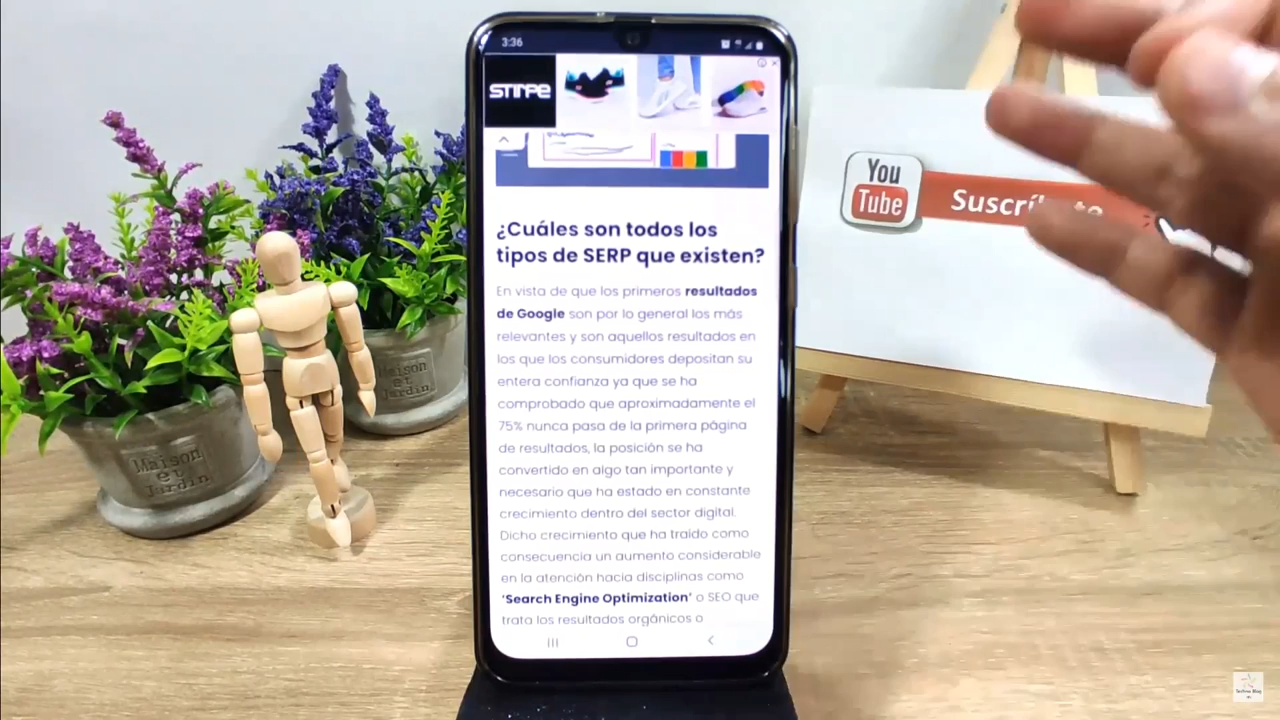 3:36
STIRPE
¿Cuáles son todos los
tipos de SERP que existen?
En vista de que los primeros resultados
de Google son por lo general los más
relevantes y son aquellos resultados en
los que los consumidores depositan su
entera confianza ya que se ha
comprobado que aproximadamente el
75% nunca pasa de la primera página
de resultados, la posición se ha
convertido en algo tan importante y
necesario que ha estado en constante
crecimiento dentro del sector digital.
Dicho crecimiento que ha traído como
consecuencia un aumento considerable
en la atención hacia disciplinas como
‘Search Engine Optimization’ o SEO que
trata los resultados orgánicos o
You
Tube
Maison
et
Jardin
Maison
et
Jardin